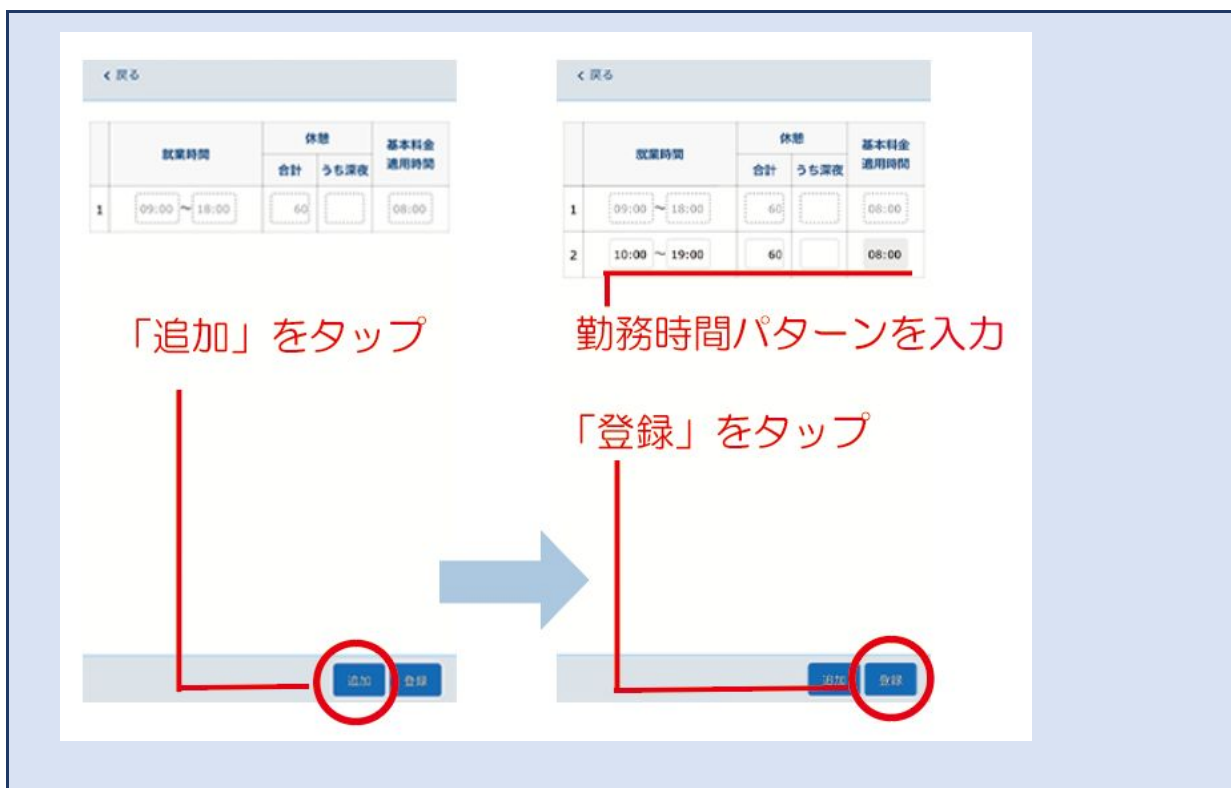 < 戻る
就業時間
休憩
基本料金
適用時間
合計 うち深夜
1 09:00 ~ 18:00 60 08:00
「追加」をタップ
追加 登録
< 戻る
就業時間
休憩
基本料金
適用時間
合計 うち深夜
1 09:00 ~ 18:00 60 08:00
2 10:00 ~ 19:00 60 08:00
勤務時間パターンを入力
「登録」をタップ
追加 登録